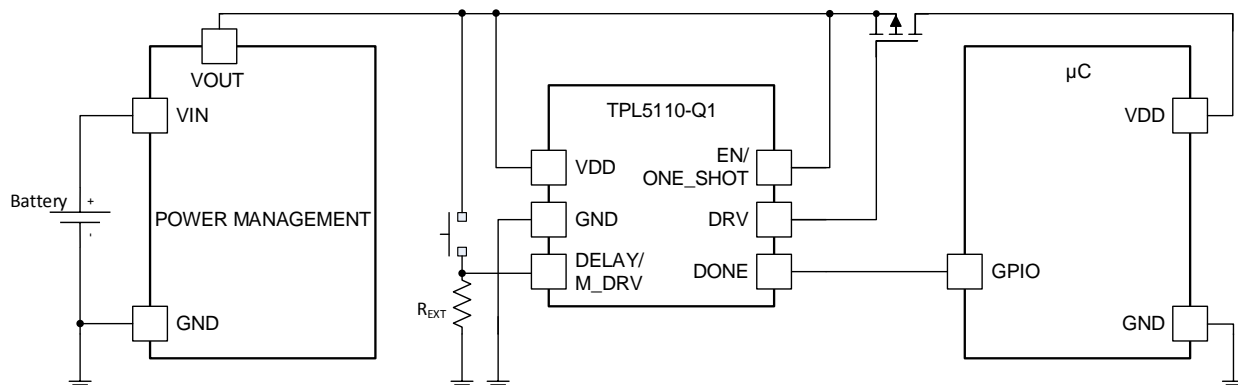 VOUT
VIN
Battery
+
-
POWER MANAGEMENT
GND
REXT
TPL5110-Q1
VDD
GND
DELAY/
M_DRV
EN/
ONE_SHOT
DRV
DONE
µC
VDD
GPIO
GND